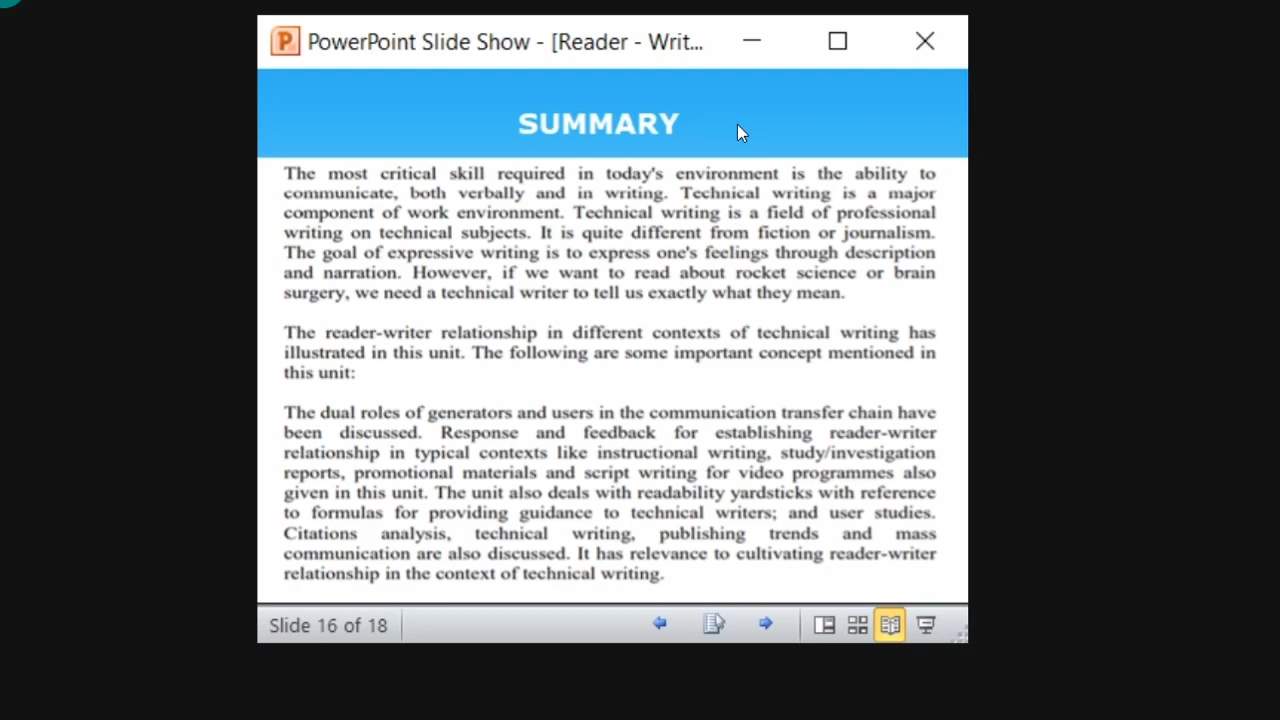 PowerPoint Slide Show - [Reader - Writ...
SUMMARY
The most critical skill required in today's environment is the ability to
communicate, both verbally and in writing. Technical writing is a major
component of work environment. Technical writing is a field of professional
writing on technical subjects. It is quite different from fiction or journalism.
The goal of expressive writing is to express one's feelings through description
and narration. However, if we want to read about rocket science or brain
surgery, we need a technical writer to tell us exactly what they mean.
The reader-writer relationship in different contexts of technical writing has
illustrated in this unit. The following are some important concept mentioned in
this unit:
The dual roles of generators and users in the communication transfer chain have
been discussed. Response and feedback for establishing reader-writer
relationship in typical contexts like instructional writing, study/investigation
reports, promotional materials and script writing for video programmes also
given in this unit. The unit also deals with readability yardsticks with reference
to formulas for providing guidance to technical writers; and user studies.
Citations analysis, technical writing, publishing trends and mass
communication are also discussed. It has relevance to cultivating reader-writer
relationship in the context of technical writing.
Slide 16 of 18